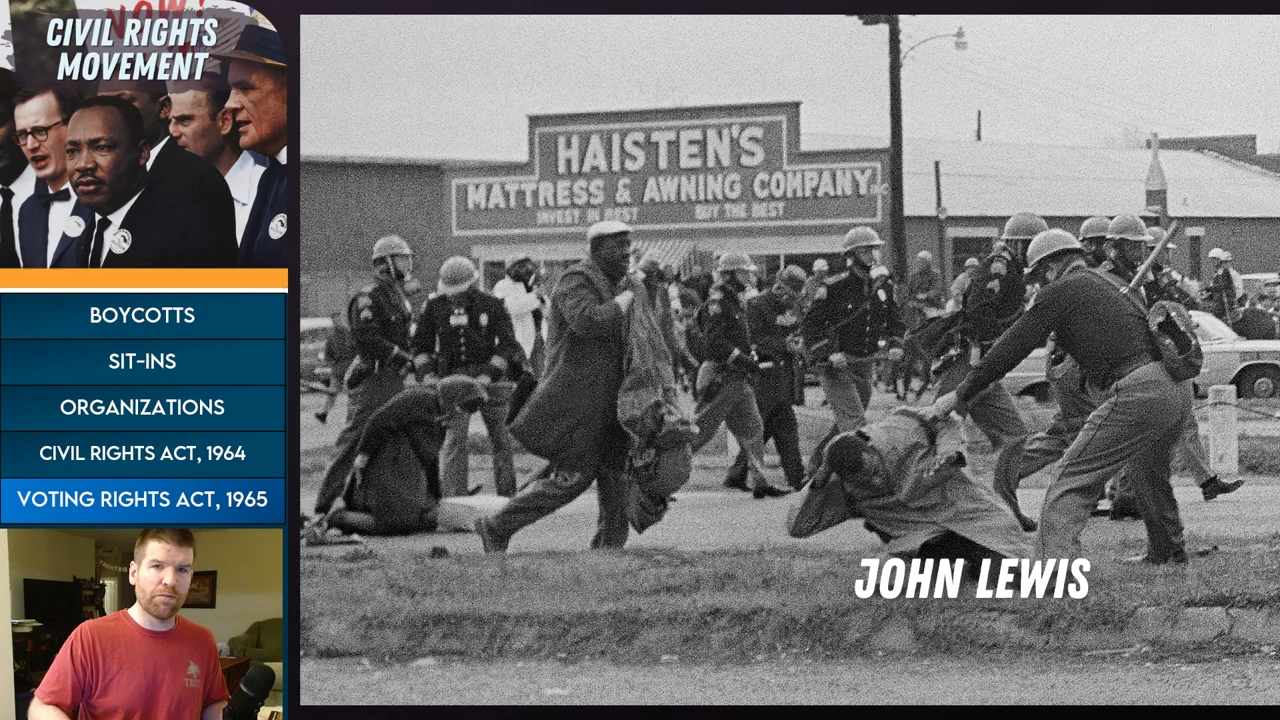 NOW!
CIVIL RIGHTS
MOVEMENT
BOYCOTTS
SIT-INS
ORGANIZATIONS
CIVIL RIGHTS ACT, 1964
VOTING RIGHTS ACT, 1965
HAISTEN'S
MATTRESS & AWNING COMPANY
INVEST IN REST
BUY THE BEST
JOHN LEWIS